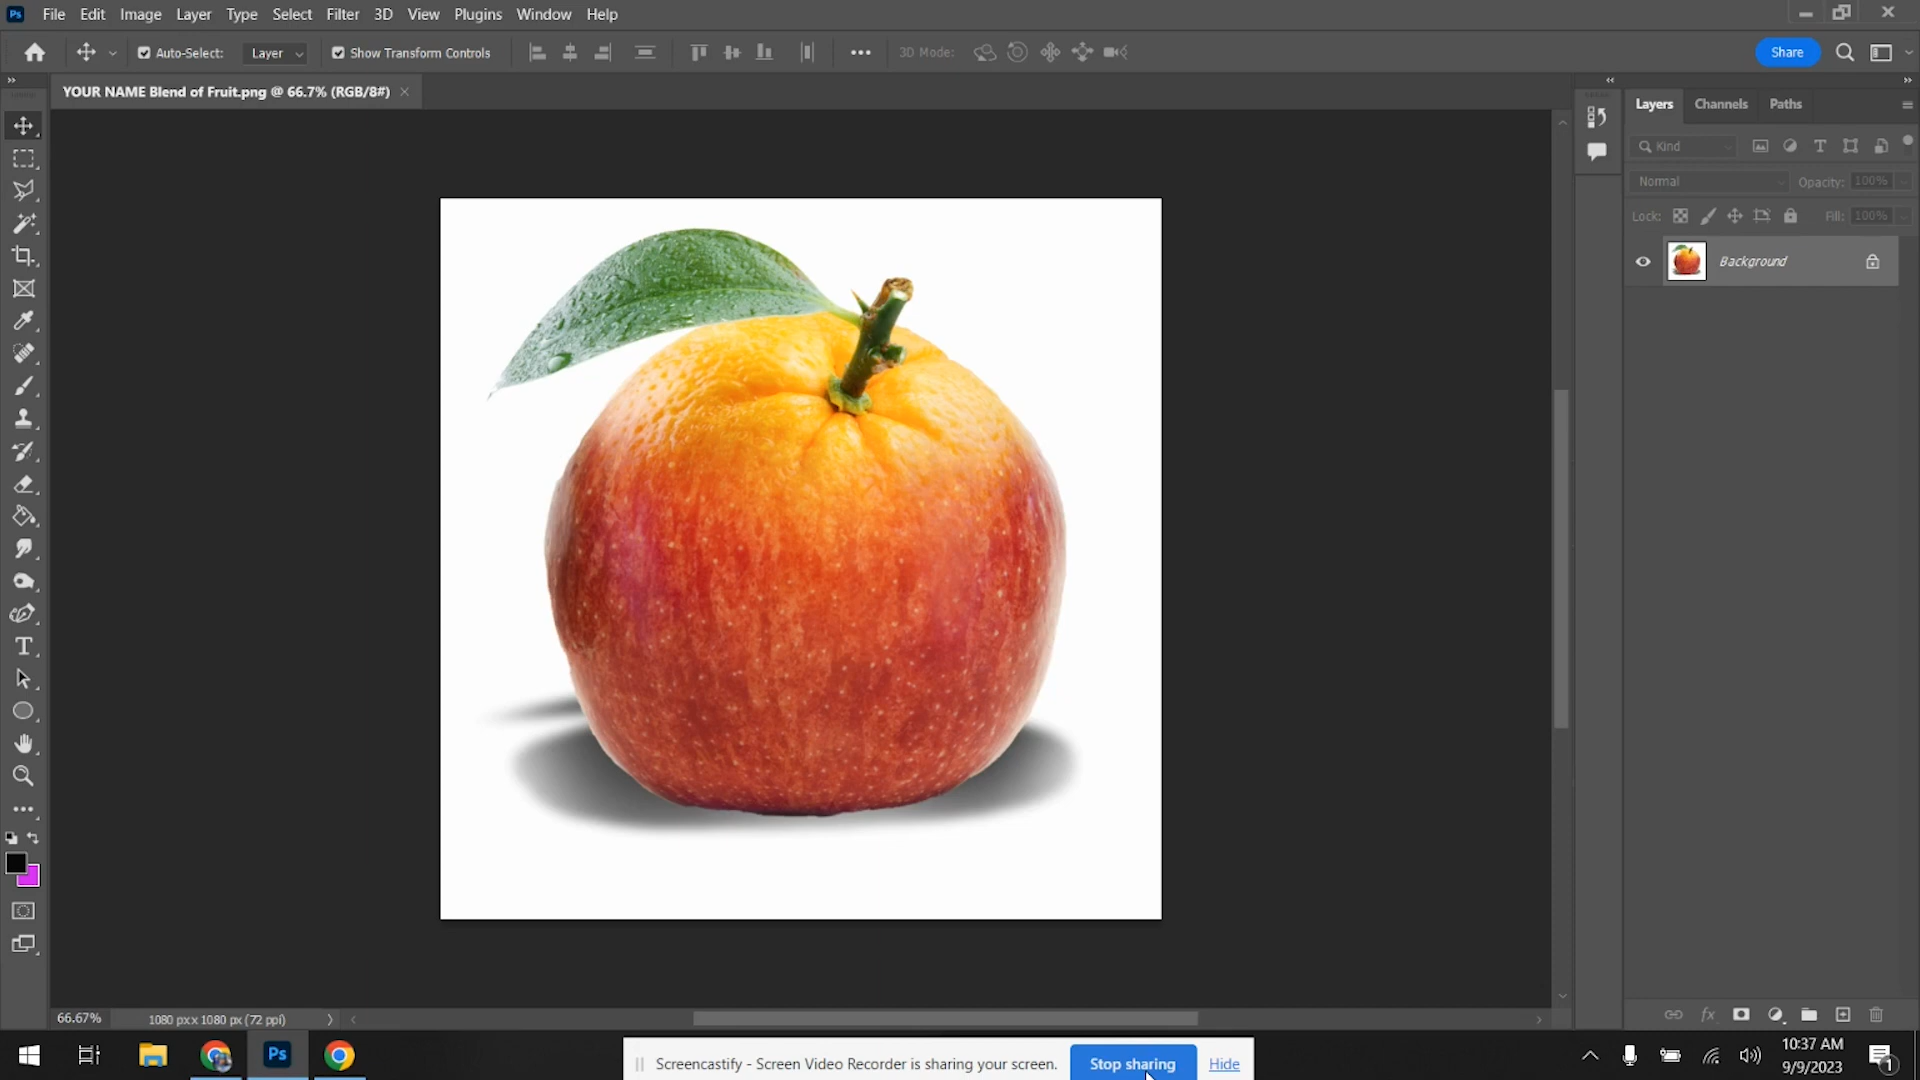 Ps File Edit Image Layer Type Select Filter 3D View Plugins Window Help
Auto-Select: Layer Show Transform Controls 3D Mode: Share
YOUR NAME Blend of Fruit.png @ 66.7% (RGB/8#)
Layers Channels Paths
Kind
Normal Opacity: 100%
Lock: Fill: 100%
Background
66.67% 1080 px x 1080 px (72 ppi)
Ps
Screencastify - Screen Video Recorder is sharing your screen. Stop sharing Hide
10:37 AM
9/9/2023
1